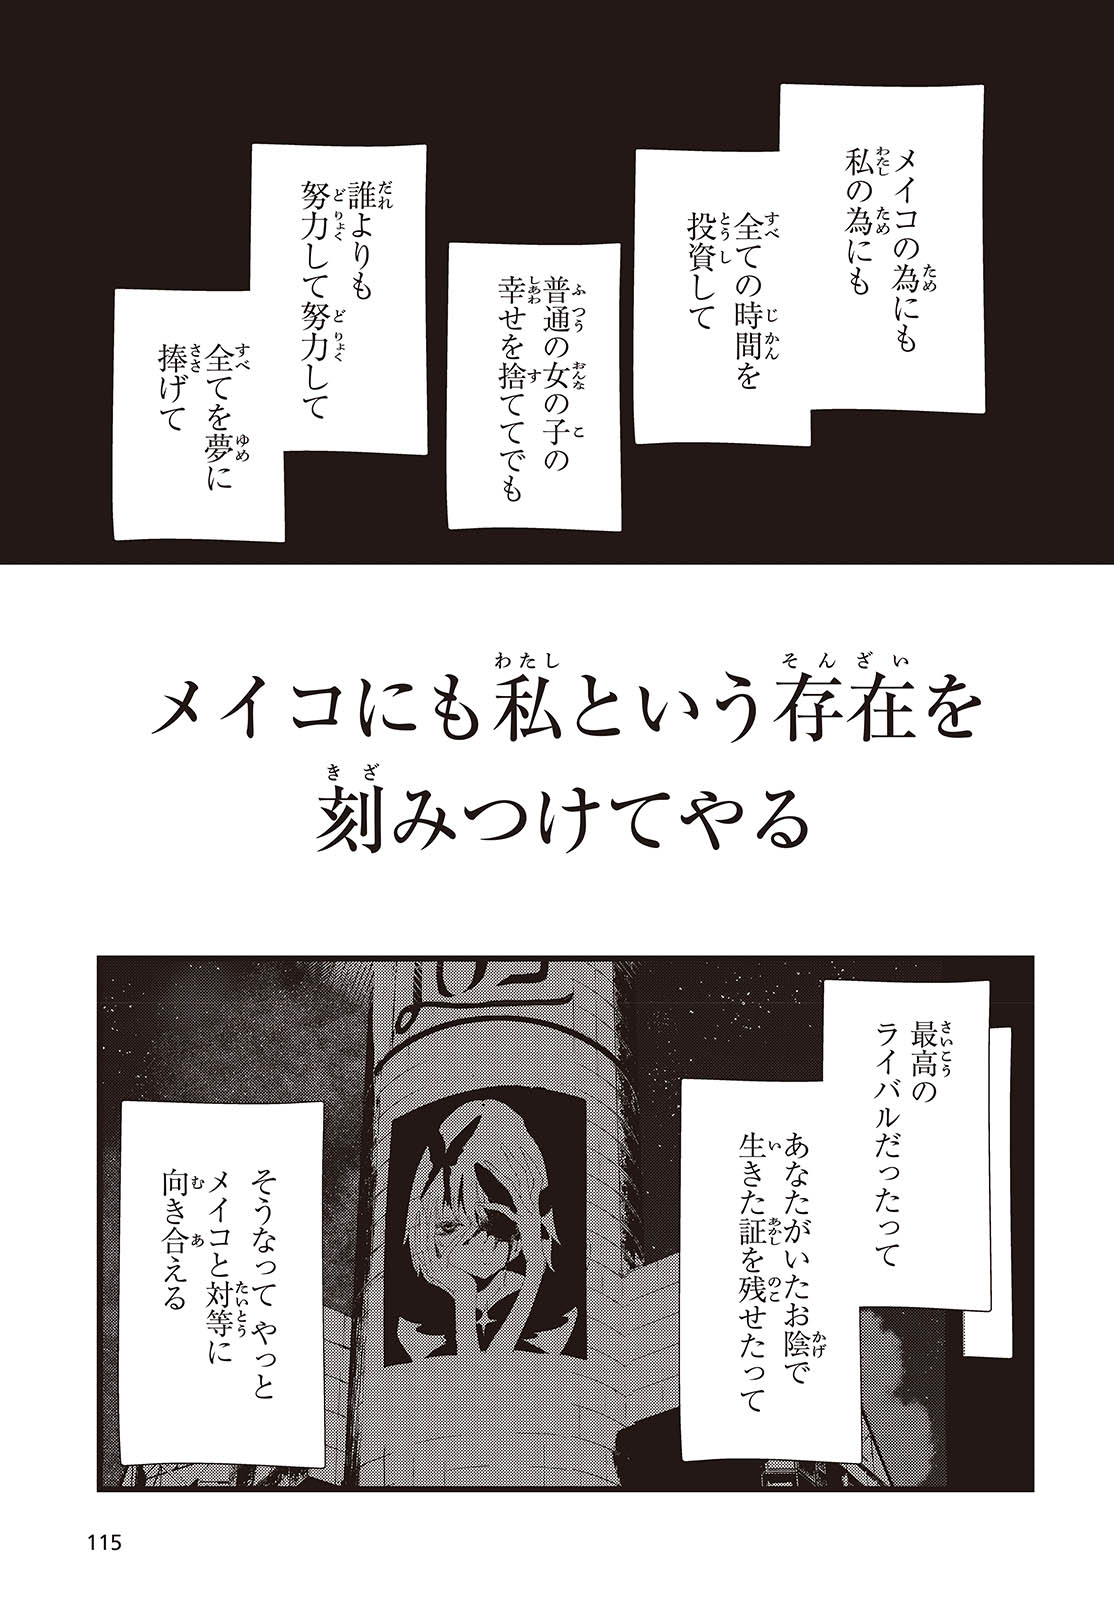 メイコの為にも
私の為にも
全ての時間を
投資して
普通の女の子の
幸せを捨ててでも
誰よりも
努力して努力して
全てを夢に
捧げて
メイコにも私という存在を
刻みつけてやる
最高の
ライバルだったって
あなたがいたお陰で
生きた証を残せたって
そうなってやっと
メイコと対等に
向き合える
115